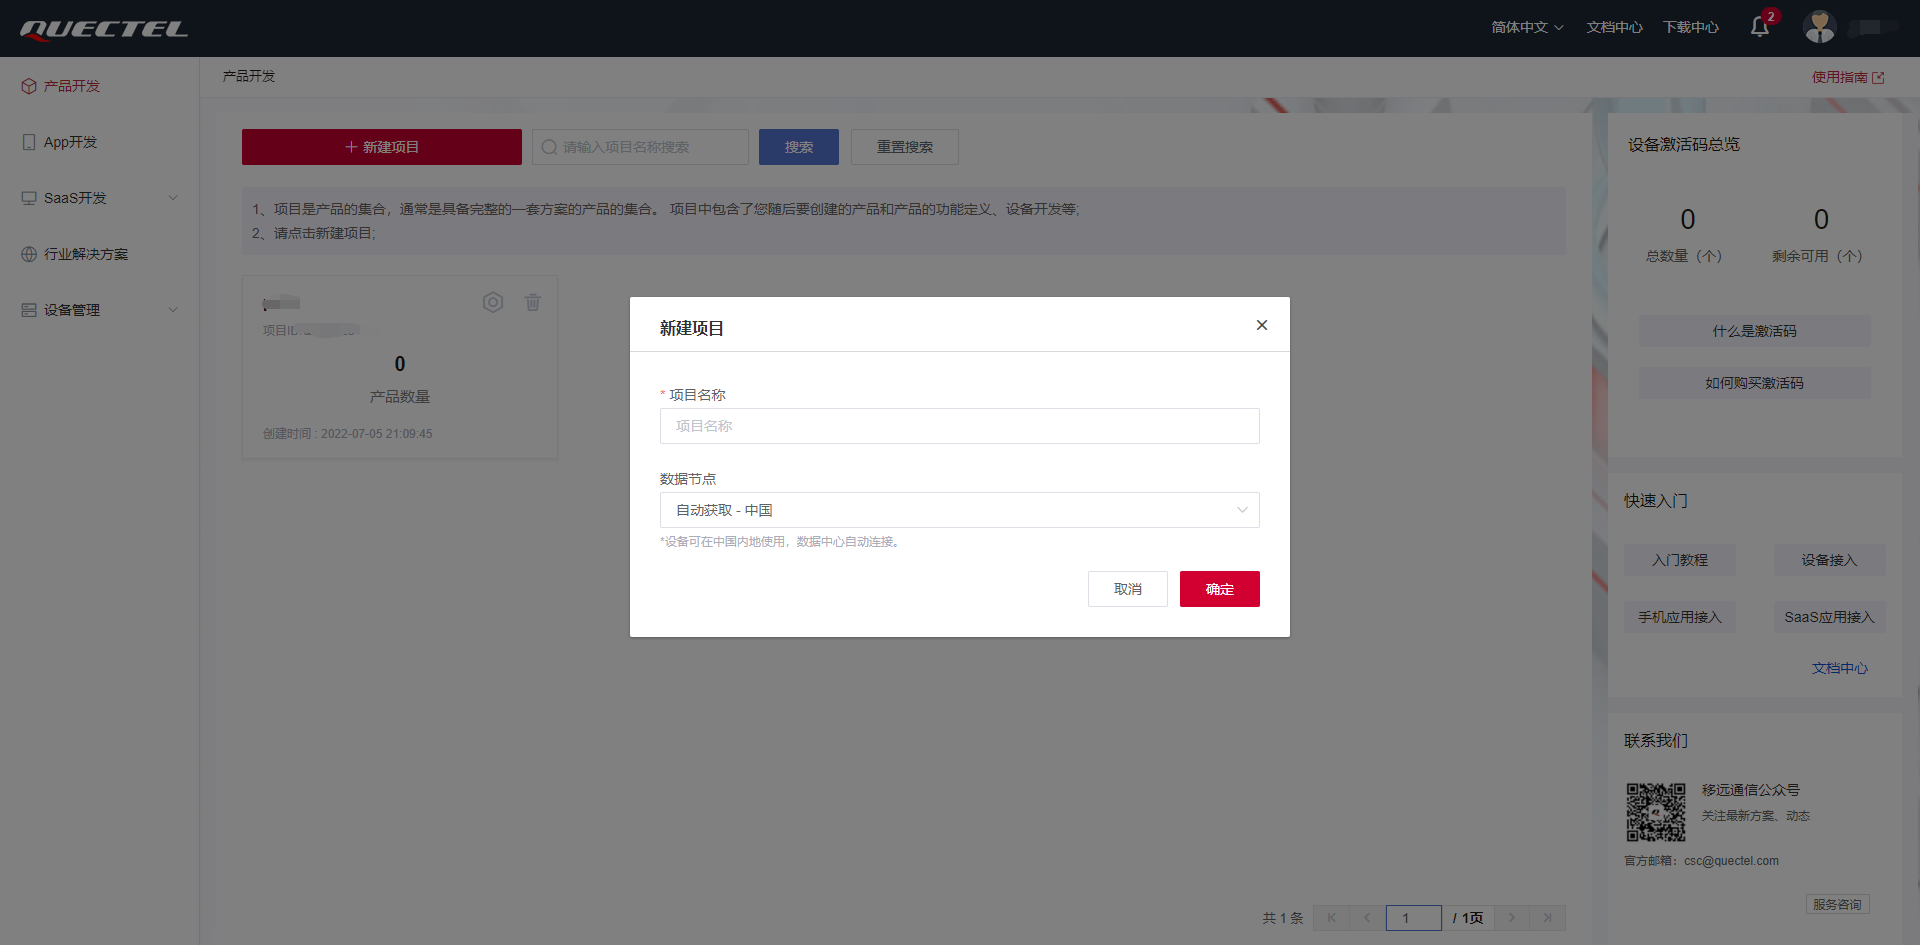 QUECTEL
简体中文
文档中心
下载中心
2
产品开发
App开发
SaaS开发
行业解决方案
设备管理
产品开发
使用指南
新建项目
请输入项目名称搜索
搜索
重置搜索
1、项目是产品的集合，通常是具备完整的一套方案的产品的集合。 项目中包含了您随后要创建的产品和产品的功能定义、设备开发等;
2、请点击新建项目;
项目ID
0
产品数量
创建时间 : 2022-07-05 21:09:45
新建项目
* 项目名称
项目名称
数据节点
自动获取 - 中国
*设备可在中国内地使用，数据中心自动连接。
取消
确定
共 1 条
1
/ 1页
设备激活码总览
0
0
总数量（个）
剩余可用（个）
什么是激活码
如何购买激活码
快速入门
入门教程
设备接入
手机应用接入
SaaS应用接入
文档中心
联系我们
移远通信公众号
关注最新方案、动态
官方邮箱：csc@quectel.com
服务咨询